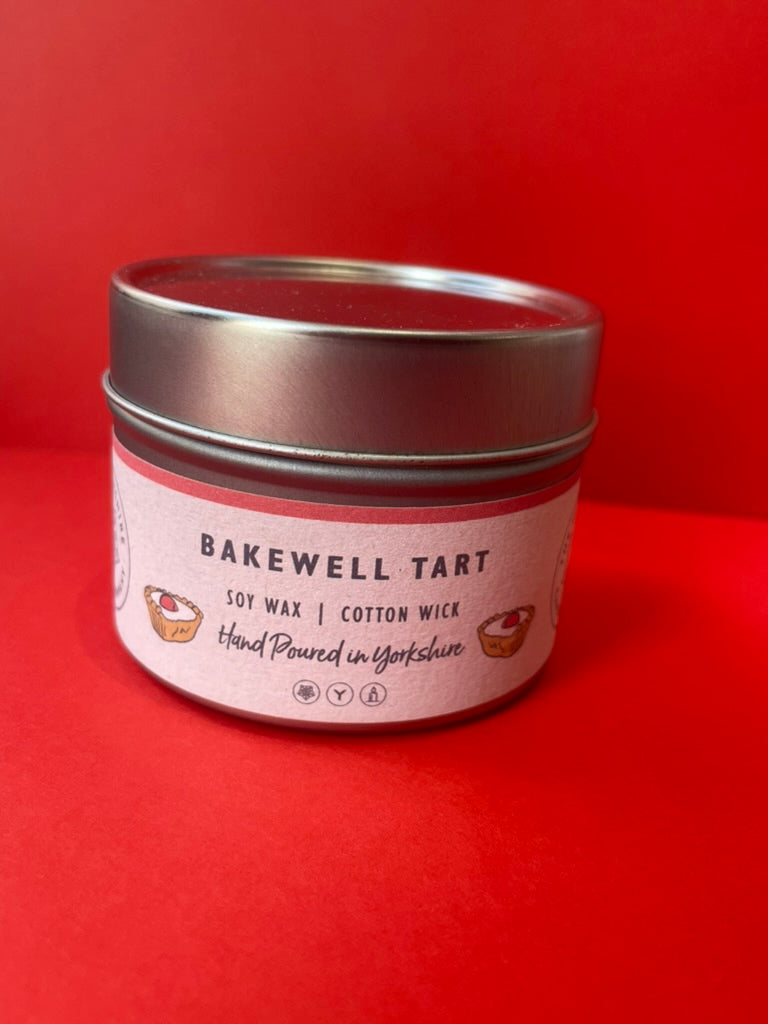 BAKEWELL TART
SOY WAX | COTTON WICK
Hand Poured in Yorkshire